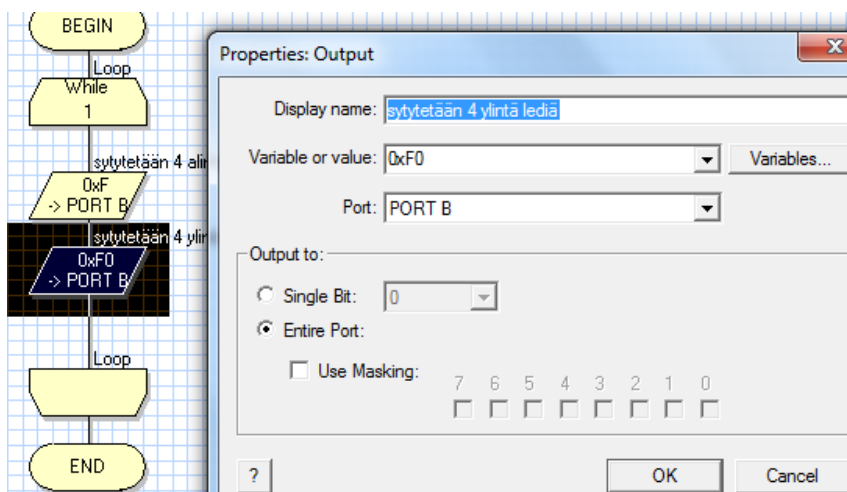 BEGIN
Loop
While
1
sytytetään 4
0xF
-> PORT B
sytytetään 4
0xF0
-> PORT B
Loop
END
Properties: Output
Display name: sytytetään 4 ylintä lediä
Variable or value: 0xF0 Variables...
Port: PORT B
Output to:
Single Bit: 0
Entire Port:
Use Masking:
7 6 5 4 3 2 1 0
? OK Cancel